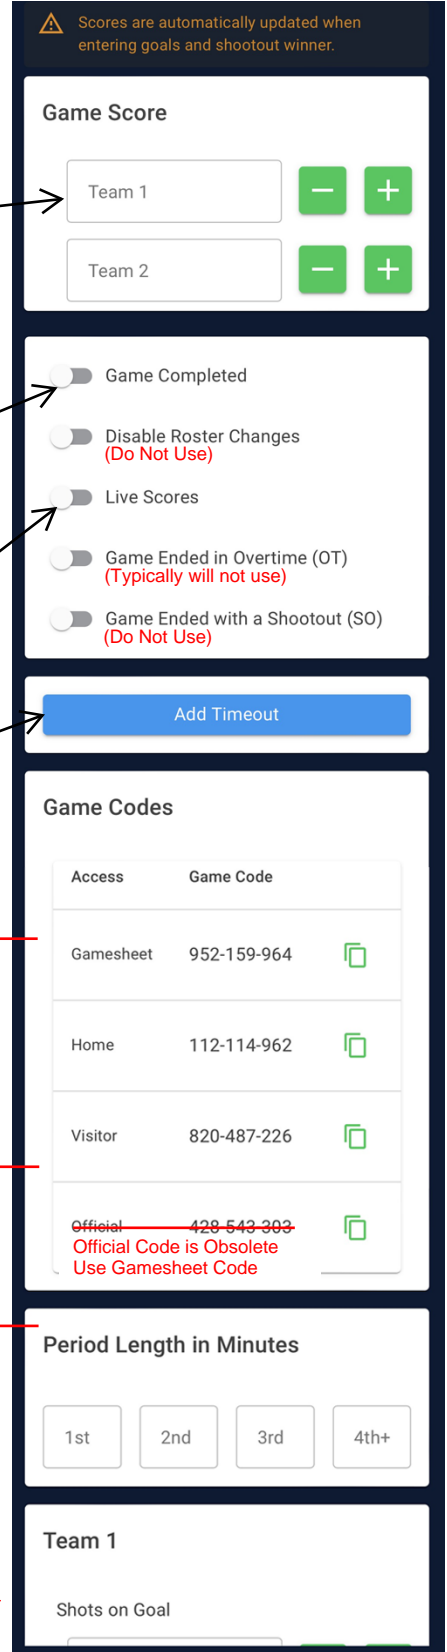 Scores are automatically updated when
entering goals and shootout winner.
Game Score
Team 1
Team 2
Game Completed
Disable Roster Changes
(Do Not Use)
Live Scores
Game Ended in Overtime (OT)
(Typically will not use)
Game Ended with a Shootout (SO)
(Do Not Use)
Add Timeout
Game Codes
Access Game Code
Gamesheet 952-159-964
Home 112-114-962
Visitor 820-487-226
Official 428-543-303
Official Code is Obsolete
Use Gamesheet Code
Period Length in Minutes
1st 2nd 3rd 4th+
Team 1
Shots on Goal